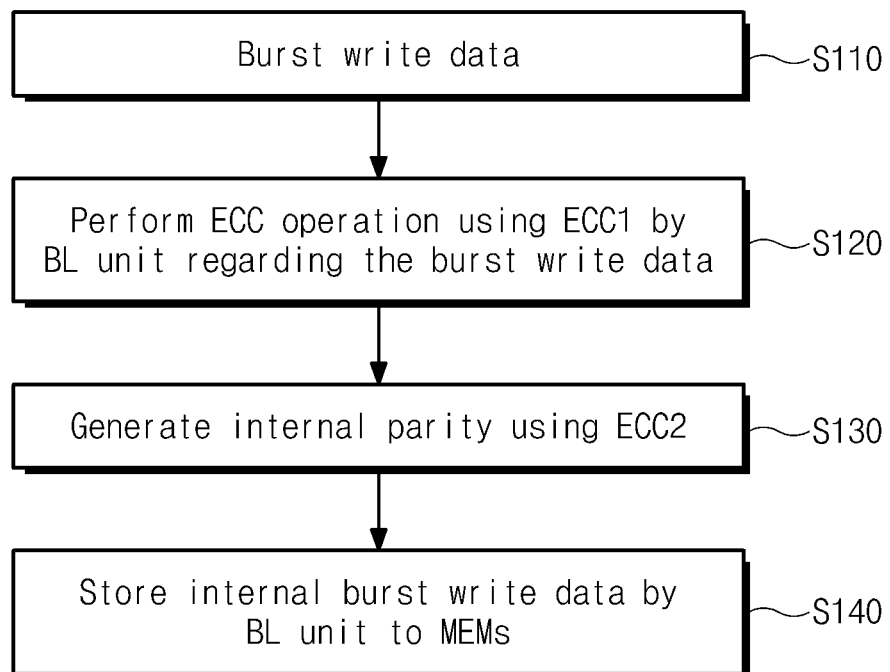 Burst write data
S110
Perform ECC operation using ECC1 by
BL unit regarding the burst write data
S120
Generate internal parity using ECC2
S130
Store internal burst write data by
BL unit to MEMs
S140